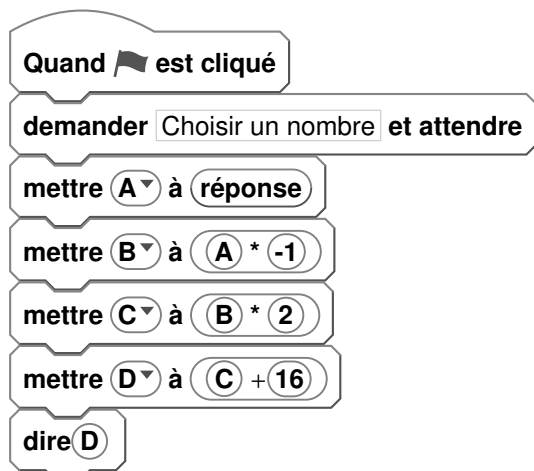 Quand est cliqué
demander Choisir un nombre et attendre
mettre A à réponse
mettre B à A * -1
mettre C à B * 2
mettre D à C +16
dire D